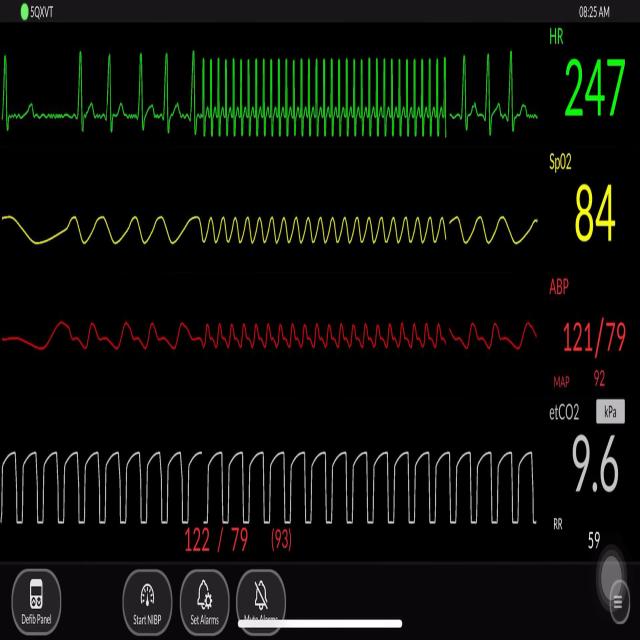 5QXVT
08:25 AM
HR
247
SpO2
84
ABP
121/79
MAP 92
etCO2 kPa
9.6
RR
59
122 / 79 (93)
Defib Panel
Start NIBP
Set Alarms
Mute Alarms